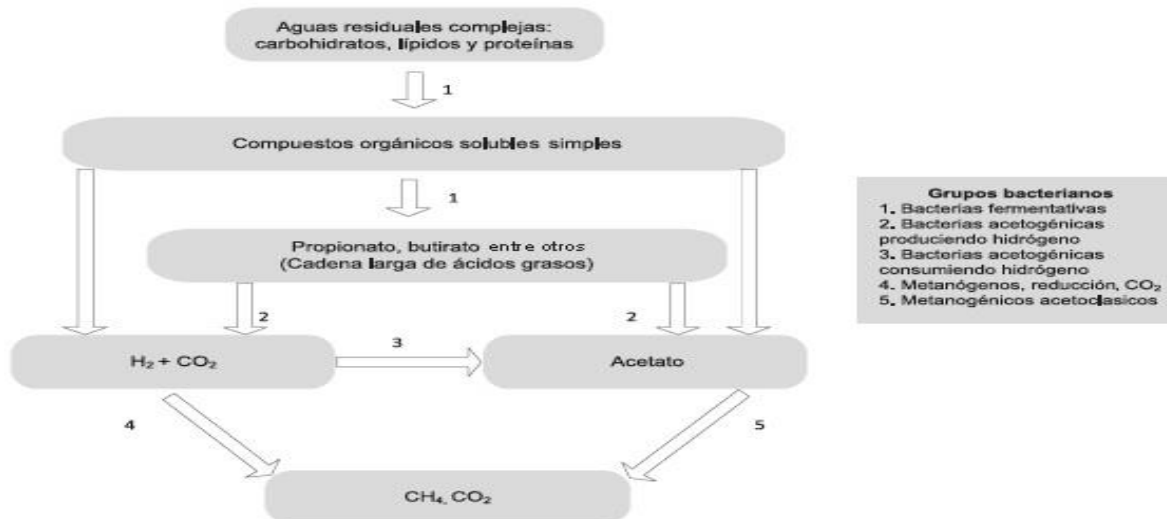 Aguas residuales complejas:
carbohidratos, lípidos y proteínas
1
Compuestos orgánicos solubles simples
1
Propionato, butirato entre otros
(Cadena larga de ácidos grasos)
2
2
H₂ + CO₂
3
Acetato
4
5
CH₄, CO₂
Grupos bacterianos
1. Bacterias fermentativas
2. Bacterias acetogénicas
produciendo hidrógeno
3. Bacterias acetogénicas
consumiendo hidrógeno
4. Metanógenos, reducción, CO₂
5. Metanogénicos acetoclasicos